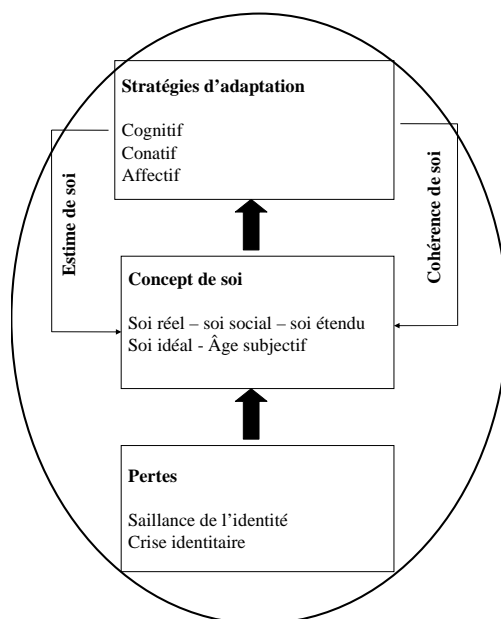 Stratégies d'adaptation
Cognitif
Conatif
Affectif
Estime de soi
Cohérence de soi
Concept de soi
Soi réel – soi social – soi étendu
Soi idéal - Âge subjectif
Pertes
Saillance de l'identité
Crise identitaire